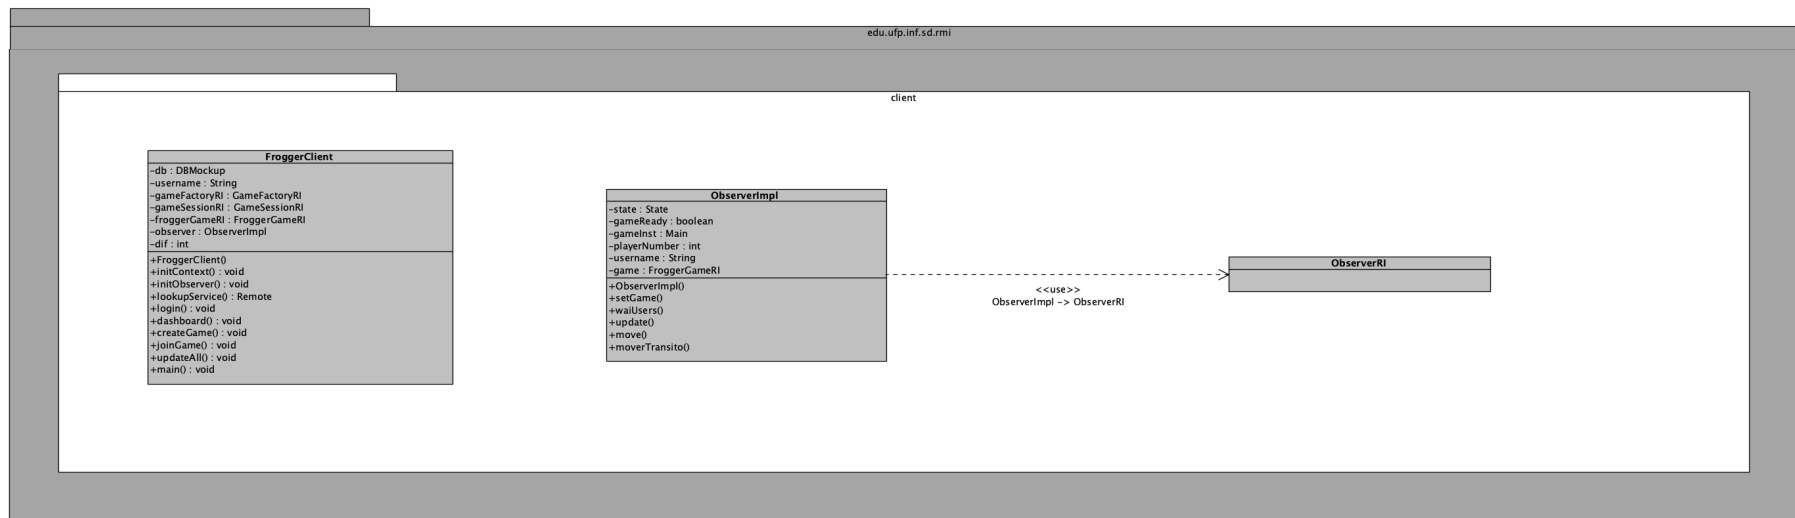 edu.ufp.inf.sd.rmi
client
FroggerClient
-db : DBMockup
-username : String
-gameFactoryRI : GameFactoryRI
-gameSessionRI : GameSessionRI
-froggerGameRI : FroggerGameRI
-observer : ObserverImpl
-dif : int
+FroggerClient()
+initContext() : void
+initObserver() : void
+lookupService() : Remote
+login() : void
+dashboard() : void
+createGame() : void
+joinGame() : void
+updateAll() : void
+main() : void
ObserverImpl
-state : State
-gameReady : boolean
-gameInst : Main
-playerNumber : int
-username : String
-game : FroggerGameRI
+ObserverImpl()
+setGame()
+waiUsers()
+update()
+move()
+moverTransito()
<<use>>
ObserverImpl -> ObserverRI
ObserverRI